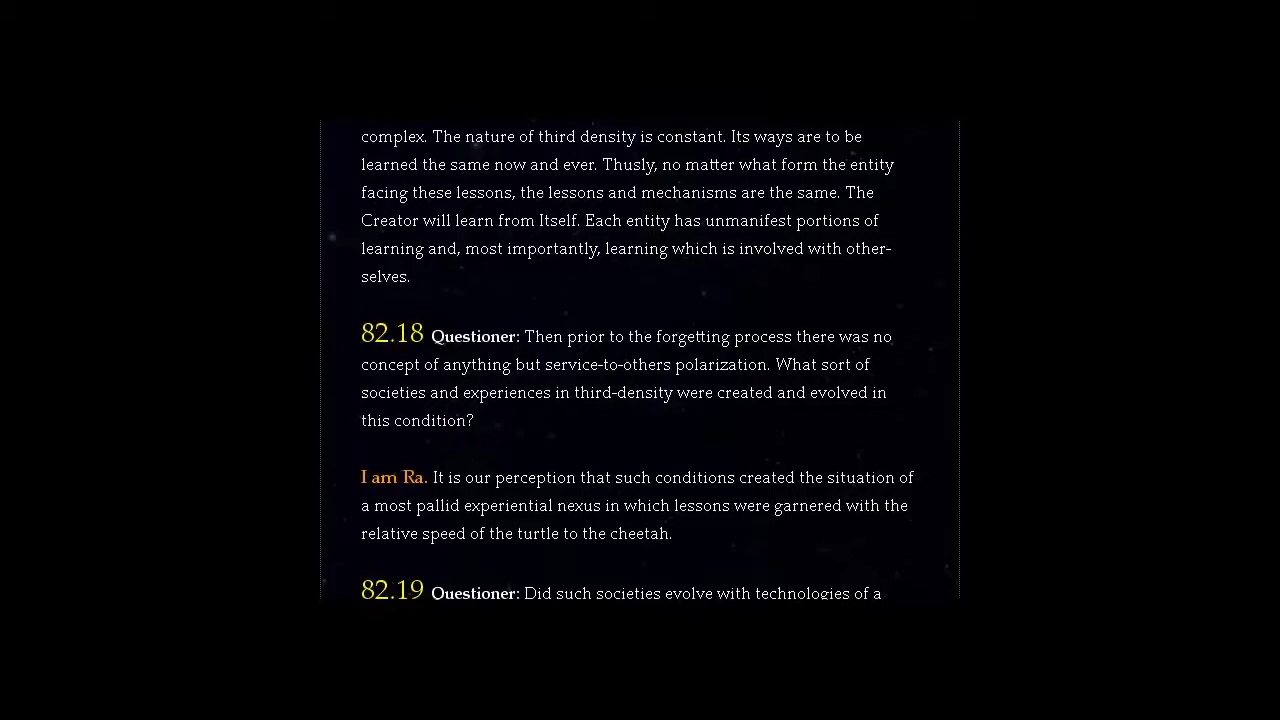 complex. The nature of third density is constant. Its ways are to be
learned the same now and ever. Thusly, no matter what form the entity
facing these lessons, the lessons and mechanisms are the same. The
Creator will learn from Itself. Each entity has unmanifest portions of
learning and, most importantly, learning which is involved with other-
selves.
82.18 Questioner: Then prior to the forgetting process there was no
concept of anything but service-to-others polarization. What sort of
societies and experiences in third-density were created and evolved in
this condition?
I am Ra. It is our perception that such conditions created the situation of
a most pallid experiential nexus in which lessons were garnered with the
relative speed of the turtle to the cheetah.
82.19 Questioner: Did such societies evolve with technologies of a